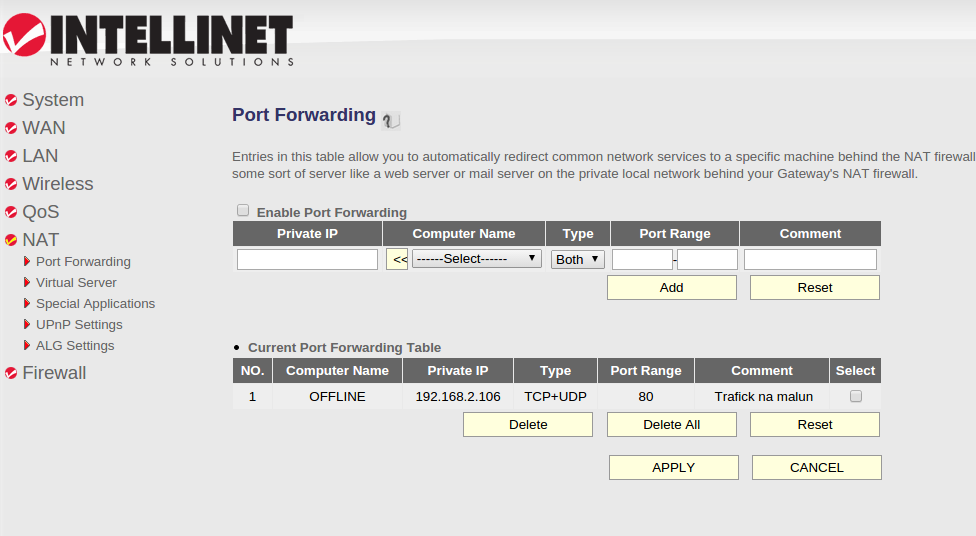 INTELLINET
NETWORK SOLUTIONS
System
WAN
LAN
Wireless
QoS
NAT
Port Forwarding
Virtual Server
Special Applications
UPnP Settings
ALG Settings
Firewall
Port Forwarding
Entries in this table allow you to automatically redirect common network services to a specific machine behind the NAT firewall
some sort of server like a web server or mail server on the private local network behind your Gateway's NAT firewall.
Enable Port Forwarding
Private IP Computer Name Type Port Range Comment
<< ------Select------ Both -
Add Reset
Current Port Forwarding Table
NO. Computer Name Private IP Type Port Range Comment Select
1 OFFLINE 192.168.2.106 TCP+UDP 80 Trafick na malun
Delete Delete All Reset
APPLY CANCEL